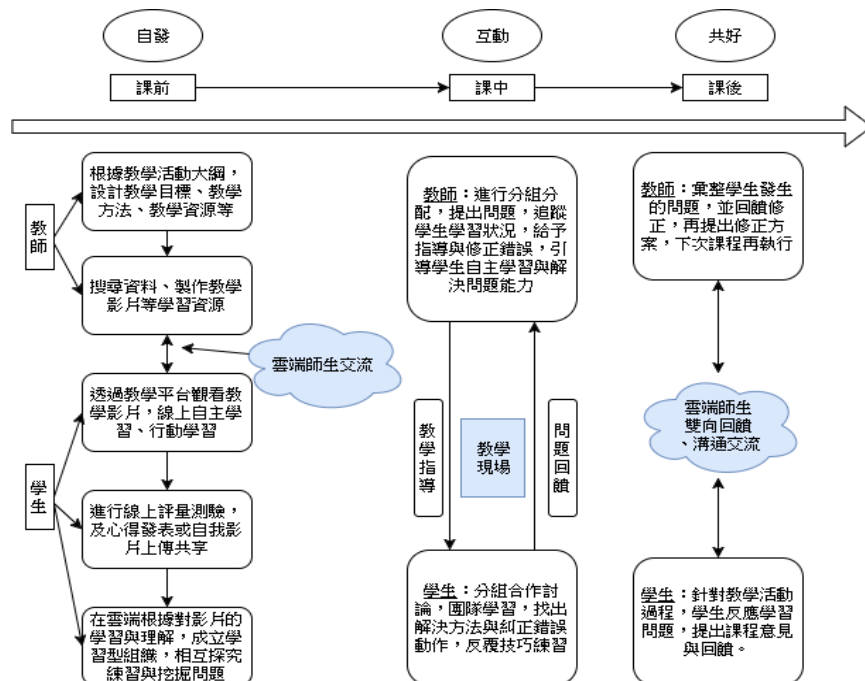 自發
互動
共好
課前
課中
課後
教師
根據教學活動大綱，
設計教學目標、教學
方法、教學資源等
搜尋資料、製作教學
影片等學習資源
雲端師生交流
學生
透過教學平台觀看教
學影片，線上自主學
習、行動學習
進行線上評量測驗，
及心得發表或自我影
片上傳共享
在雲端根據對影片的
學習與理解，成立學
習型組織，相互探究
練習與挖掘問題
教師：進行分組分
配，提出問題，追蹤
學生學習狀況，給予
指導與修正錯誤，引
導學生自主學習與解
決問題能力
教學指導
教學
現場
問題回饋
學生：分組合作討
論，團隊學習，找出
解決方法與糾正錯誤
動作，反覆技巧練習
教師：彙整學生發生
的問題，並回饋修
正，再提出修正方
案，下次課程再執行
雲端師生
雙向回饋
、溝通交流
學生：針對教學活動
過程，學生反應學習
問題，提出課程意見
與回饋。